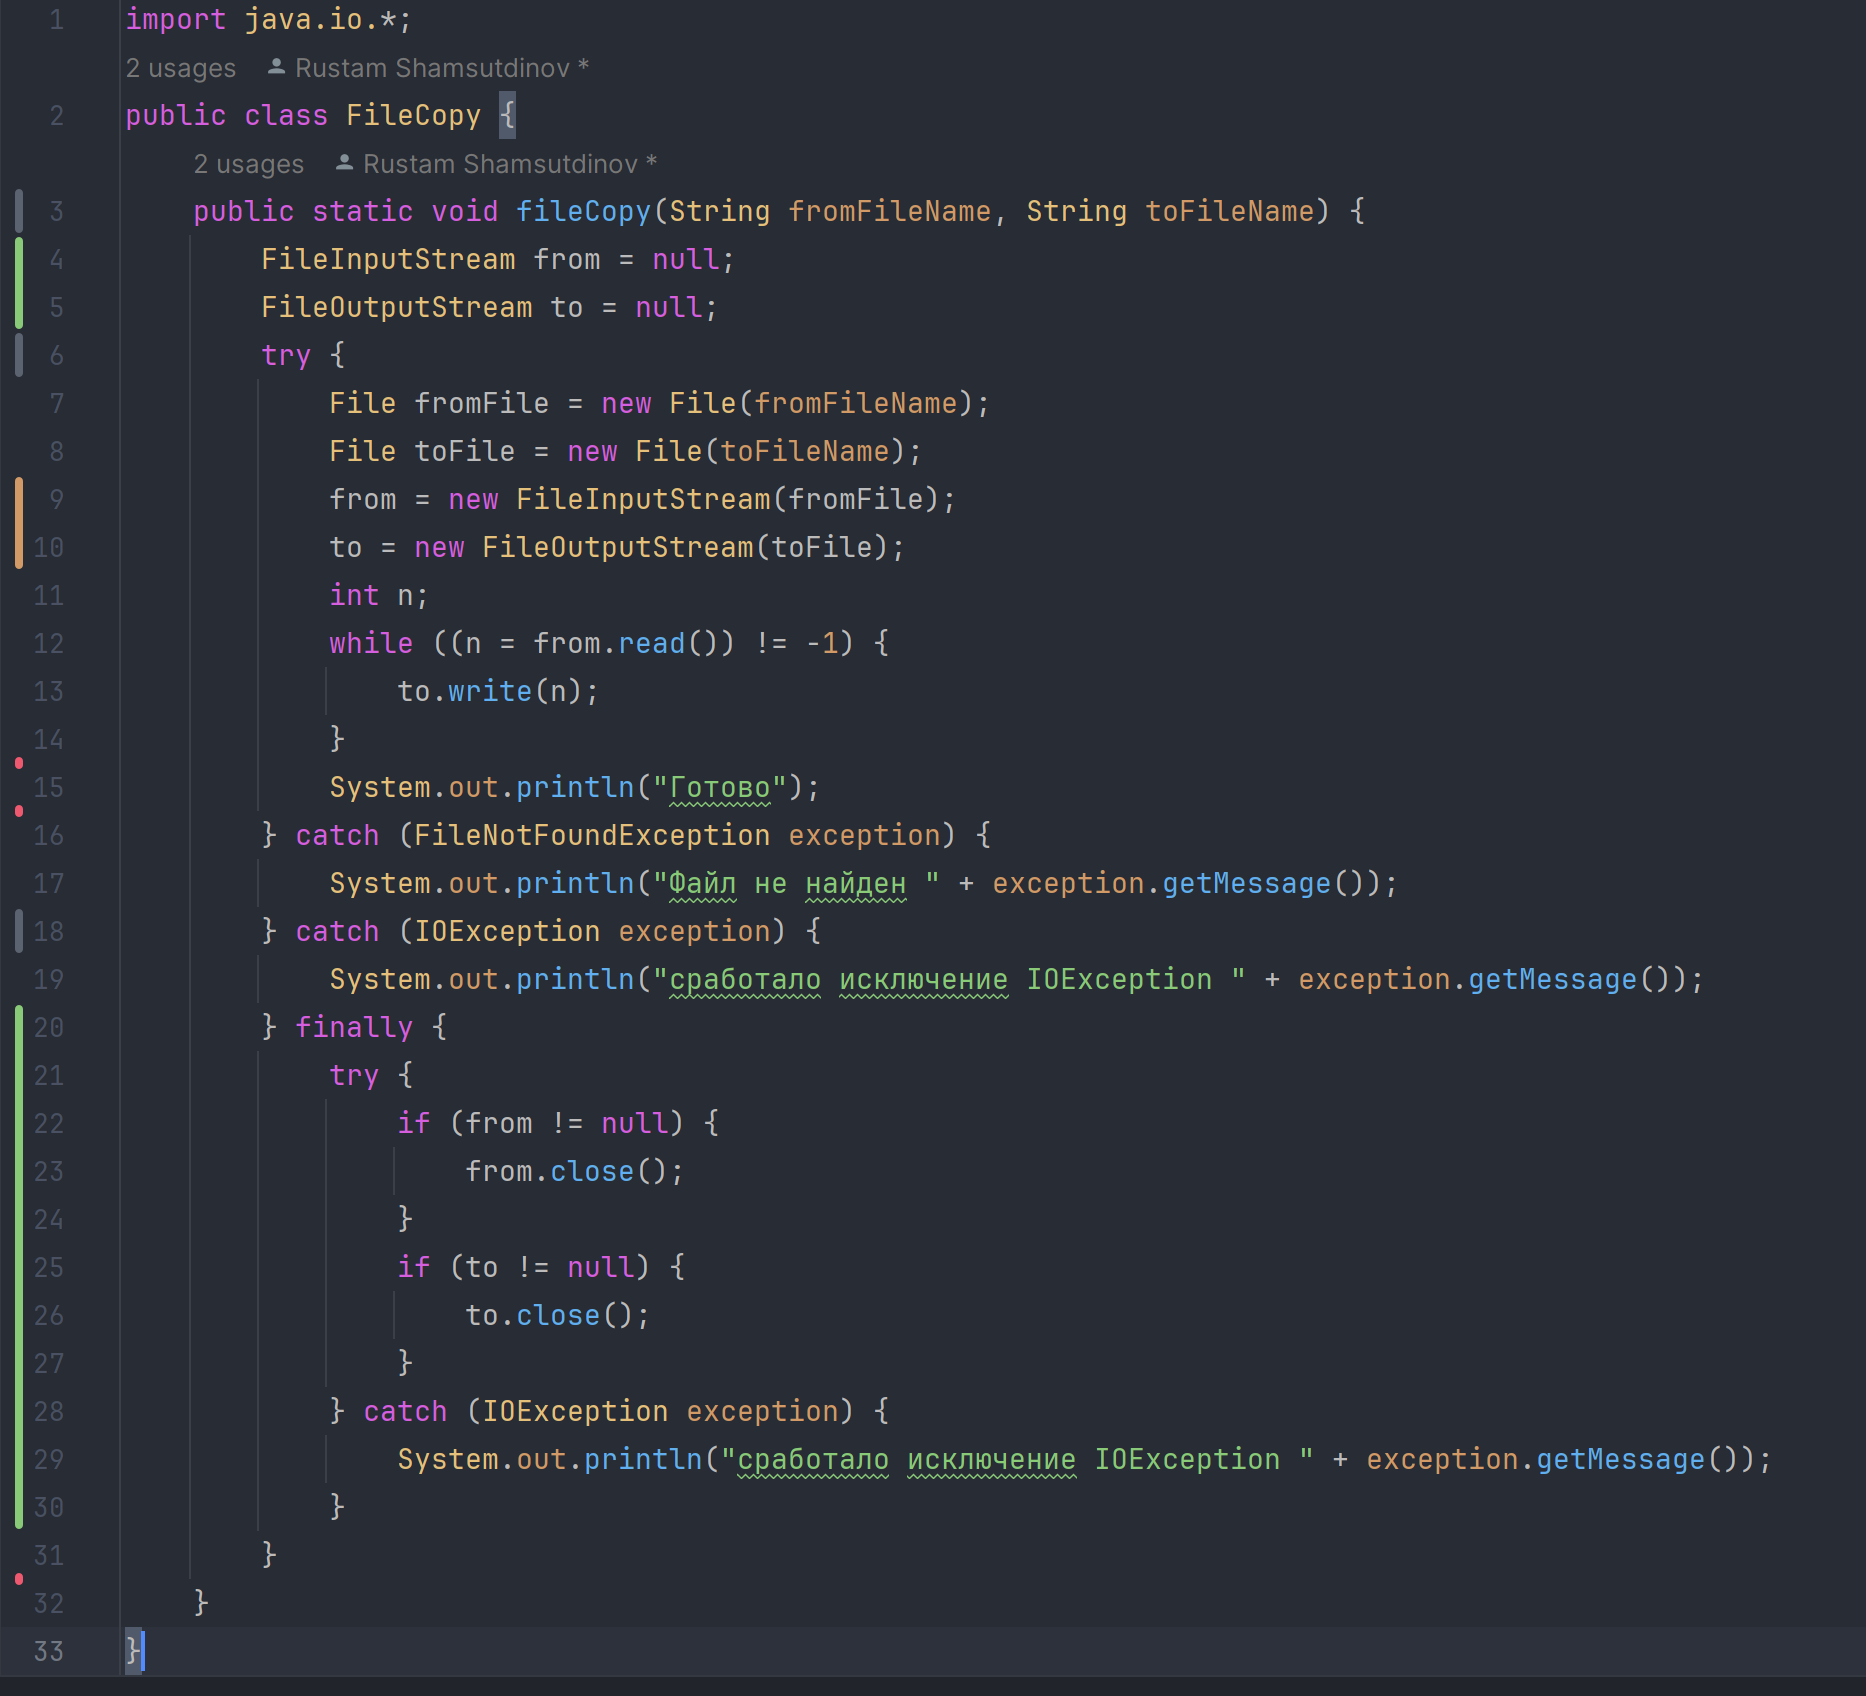 1 import java.io.*;
2 usages Rustam Shamsutdinov *
2 public class FileCopy {
2 usages Rustam Shamsutdinov *
3 public static void fileCopy(String fromFileName, String toFileName) {
4 FileInputStream from = null;
5 FileOutputStream to = null;
6 try {
7 File fromFile = new File(fromFileName);
8 File toFile = new File(toFileName);
9 from = new FileInputStream(fromFile);
10 to = new FileOutputStream(toFile);
11 int n;
12 while ((n = from.read()) != -1) {
13 to.write(n);
14 }
15 System.out.println("Готово");
16 } catch (FileNotFoundException exception) {
17 System.out.println("Файл не найден " + exception.getMessage());
18 } catch (IOException exception) {
19 System.out.println("сработало исключение IOException " + exception.getMessage());
20 } finally {
21 try {
22 if (from != null) {
23 from.close();
24 }
25 if (to != null) {
26 to.close();
27 }
28 } catch (IOException exception) {
29 System.out.println("сработало исключение IOException " + exception.getMessage());
30 }
31 }
32 }
33 }